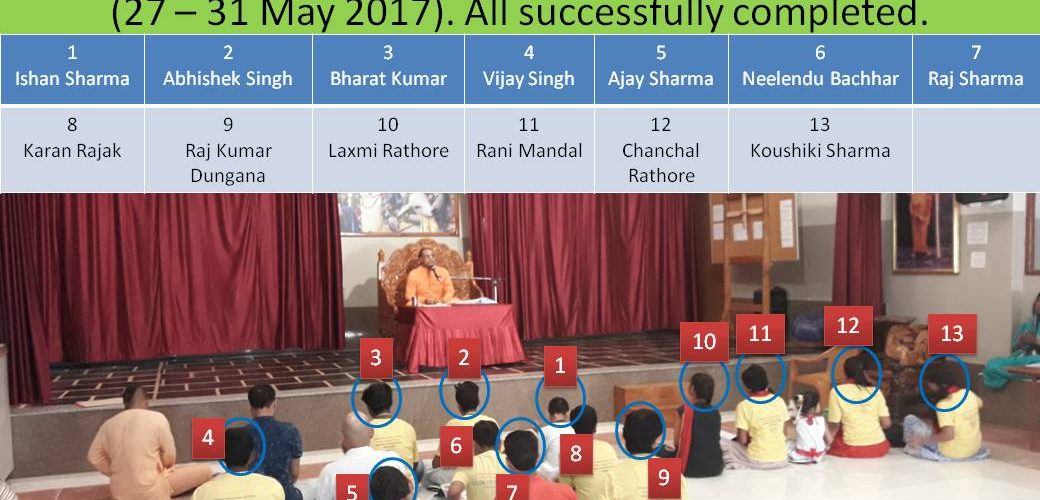 (27 – 31 May 2017). All successfully completed.
1 2 3 4 5 6 7
Ishan Sharma Abhishek Singh Bharat Kumar Vijay Singh Ajay Sharma Neelendu Bachhar Raj Sharma
8 9 10 11 12 13
Karan Rajak Raj Kumar Laxmi Rathore Rani Mandal Chanchal Koushiki Sharma
Dungana Rathore
10 11 12 13
3 2 1
4 6 8
5 7 9